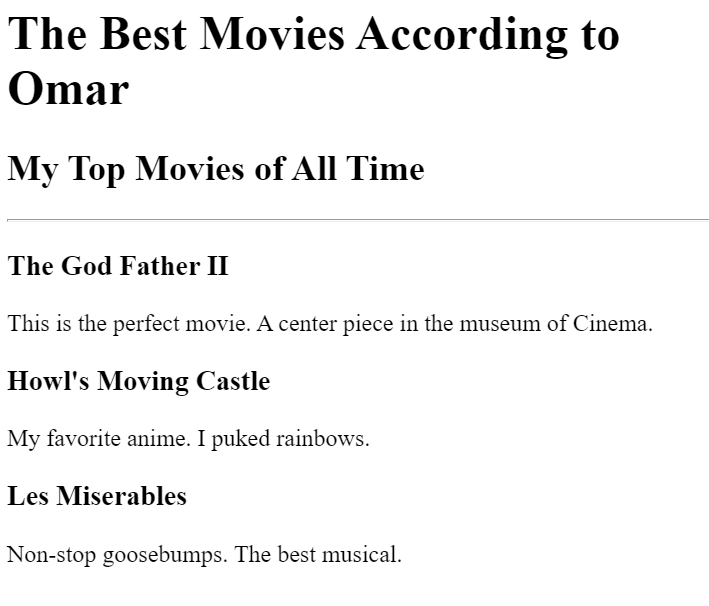 The Best Movies According to
Omar
My Top Movies of All Time
The God Father II
This is the perfect movie. A center piece in the museum of Cinema.
Howl's Moving Castle
My favorite anime. I puked rainbows.
Les Miserables
Non-stop goosebumps. The best musical.